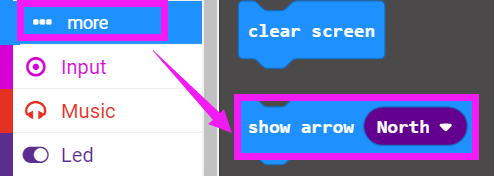 more
Input
Music
Led
clear screen
show arrow North